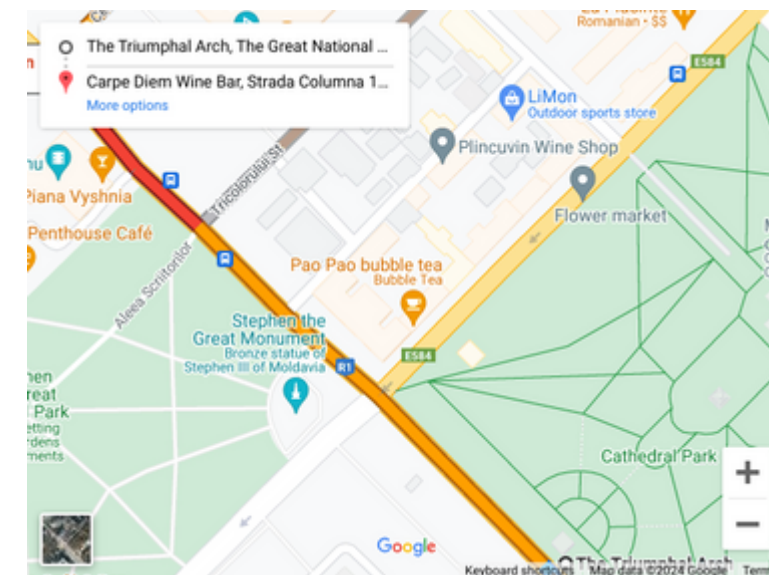 Romanian • $$
E584
The Triumphal Arch, The Great National ...
Carpe Diem Wine Bar, Strada Columna 1...
More options
LiMon
Outdoor sports store
Plincuvin Wine Shop
Tricolorului St
Piana Vyshnia
Flower market
Penthouse Café
Aleea Scriitorilor
Pao Pao bubble tea
Bubble Tea
Stephen the
Great Monument
Bronze statue of
Stephen III of Moldavia
E584
R1
Park
Cathedral Park
+
−
Google
The Triumphal Arch
Keyboard shortcuts
Map data ©2024 Google